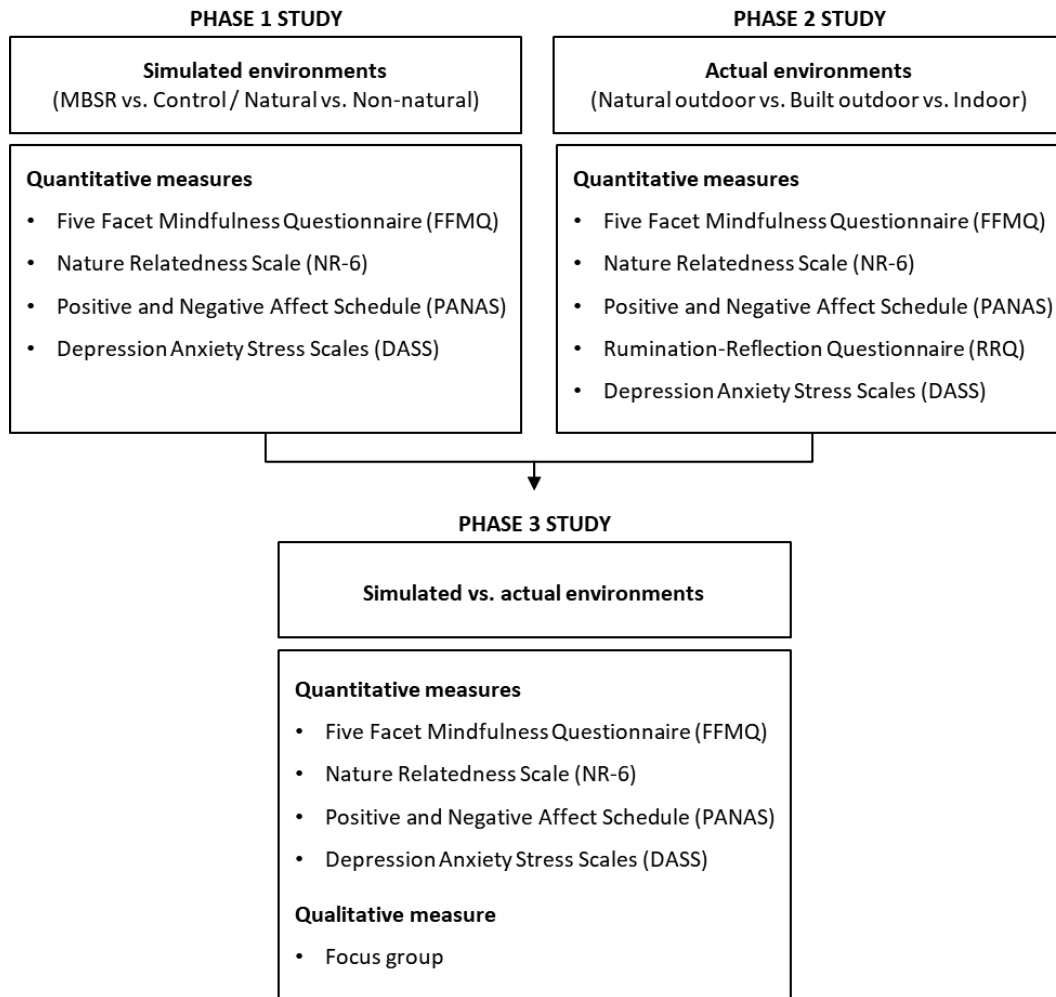 PHASE 1 STUDY
Simulated environments
(MBSR vs. Control / Natural vs. Non-natural)
Quantitative measures
• Five Facet Mindfulness Questionnaire (FFMQ)
• Nature Relatedness Scale (NR-6)
• Positive and Negative Affect Schedule (PANAS)
• Depression Anxiety Stress Scales (DASS)
PHASE 2 STUDY
Actual environments
(Natural outdoor vs. Built outdoor vs. Indoor)
Quantitative measures
• Five Facet Mindfulness Questionnaire (FFMQ)
• Nature Relatedness Scale (NR-6)
• Positive and Negative Affect Schedule (PANAS)
• Rumination-Reflection Questionnaire (RRQ)
• Depression Anxiety Stress Scales (DASS)
PHASE 3 STUDY
Simulated vs. actual environments
Quantitative measures
• Five Facet Mindfulness Questionnaire (FFMQ)
• Nature Relatedness Scale (NR-6)
• Positive and Negative Affect Schedule (PANAS)
• Depression Anxiety Stress Scales (DASS)
Qualitative measure
• Focus group